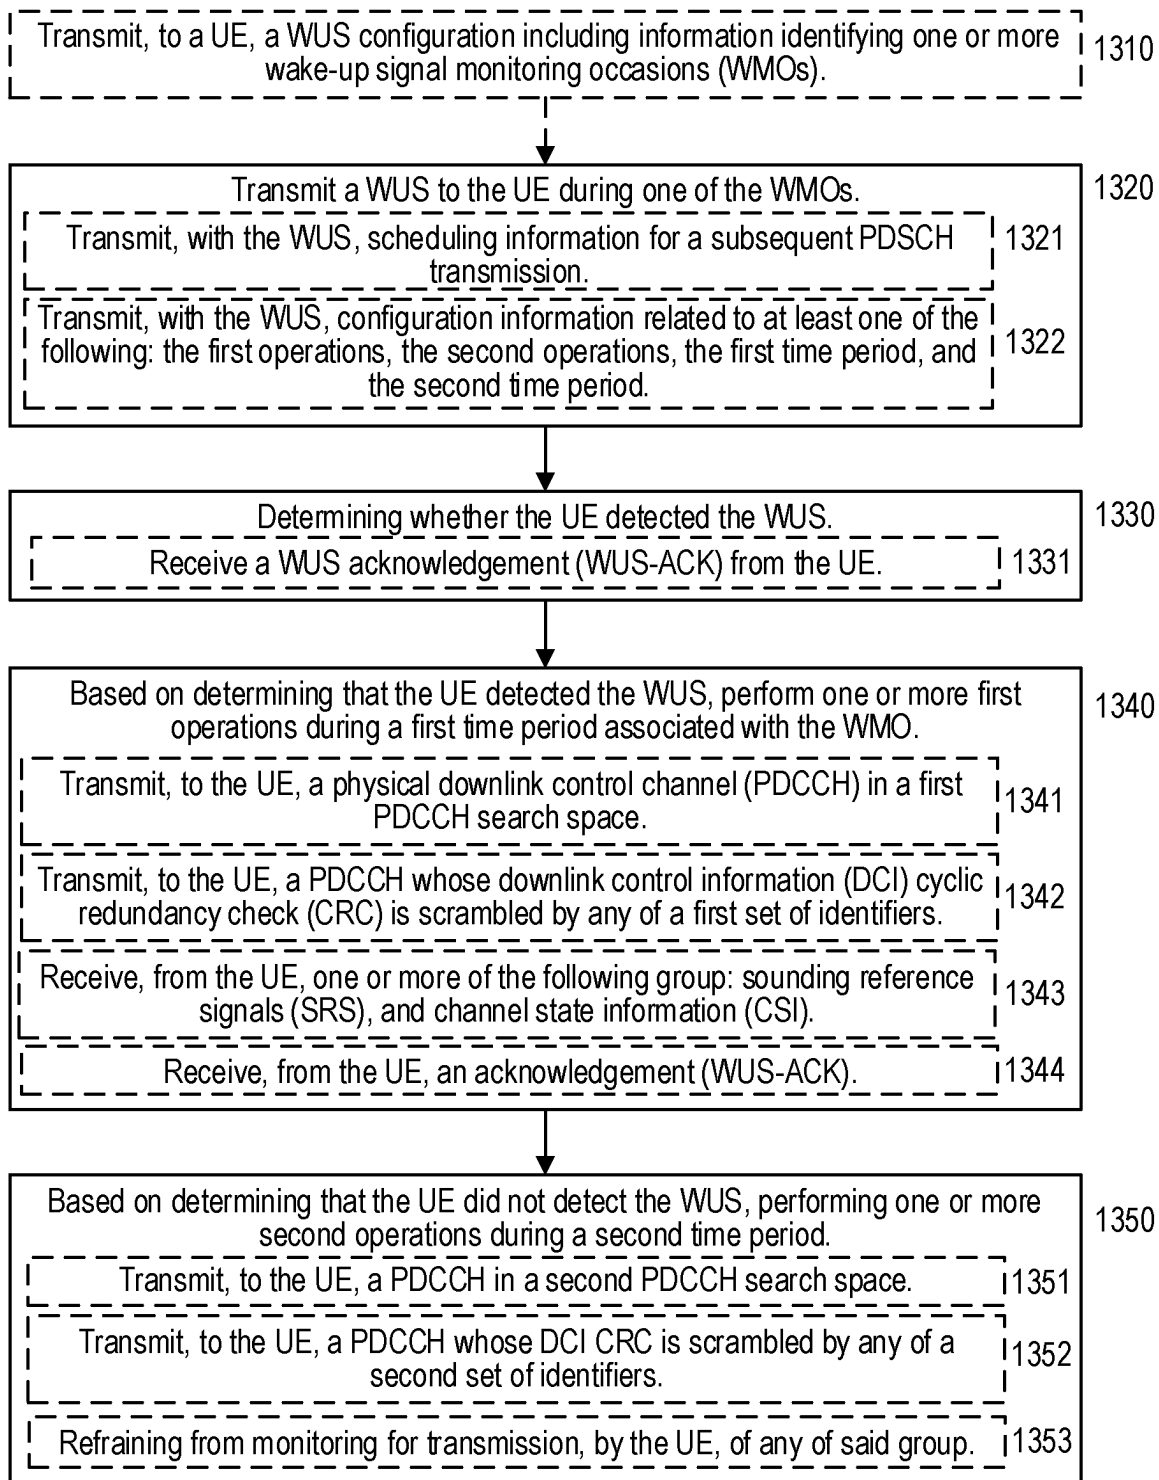 Transmit, to a UE, a WUS configuration including information identifying one or more
wake-up signal monitoring occasions (WMOs).
1310
Transmit a WUS to the UE during one of the WMOs.
1320
Transmit, with the WUS, scheduling information for a subsequent PDSCH
transmission.
1321
Transmit, with the WUS, configuration information related to at least one of the
following: the first operations, the second operations, the first time period, and
the second time period.
1322
Determining whether the UE detected the WUS.
1330
Receive a WUS acknowledgement (WUS-ACK) from the UE.
1331
Based on determining that the UE detected the WUS, perform one or more first
operations during a first time period associated with the WMO.
1340
Transmit, to the UE, a physical downlink control channel (PDCCH) in a first
PDCCH search space.
1341
Transmit, to the UE, a PDCCH whose downlink control information (DCI) cyclic
redundancy check (CRC) is scrambled by any of a first set of identifiers.
1342
Receive, from the UE, one or more of the following group: sounding reference
signals (SRS), and channel state information (CSI).
1343
Receive, from the UE, an acknowledgement (WUS-ACK).
1344
Based on determining that the UE did not detect the WUS, performing one or more
second operations during a second time period.
1350
Transmit, to the UE, a PDCCH in a second PDCCH search space.
1351
Transmit, to the UE, a PDCCH whose DCI CRC is scrambled by any of a
second set of identifiers.
1352
Refraining from monitoring for transmission, by the UE, of any of said group.
1353